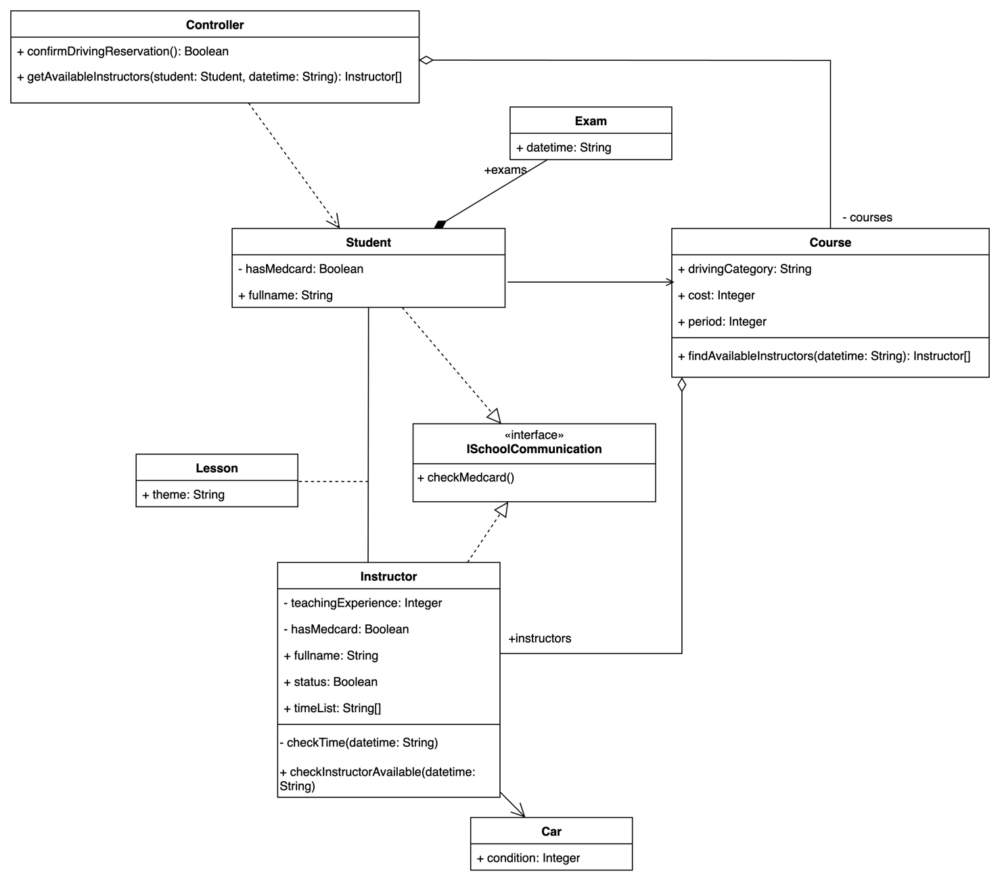 Controller
+ confirmDrivingReservation(): Boolean
+ getAvailableInstructors(student: Student, datetime: String): Instructor[]
Exam
+ datetime: String
+exams
- courses
Student
- hasMedcard: Boolean
+ fullname: String
Course
+ drivingCategory: String
+ cost: Integer
+ period: Integer
+ findAvailableInstructors(datetime: String): Instructor[]
«interface»
ISchoolCommunication
+ checkMedcard()
Lesson
+ theme: String
Instructor
- teachingExperience: Integer
- hasMedcard: Boolean
+ fullname: String
+ status: Boolean
+ timeList: String[]
- checkTime(datetime: String)
+ checkInstructorAvailable(datetime:
String)
+instructors
Car
+ condition: Integer